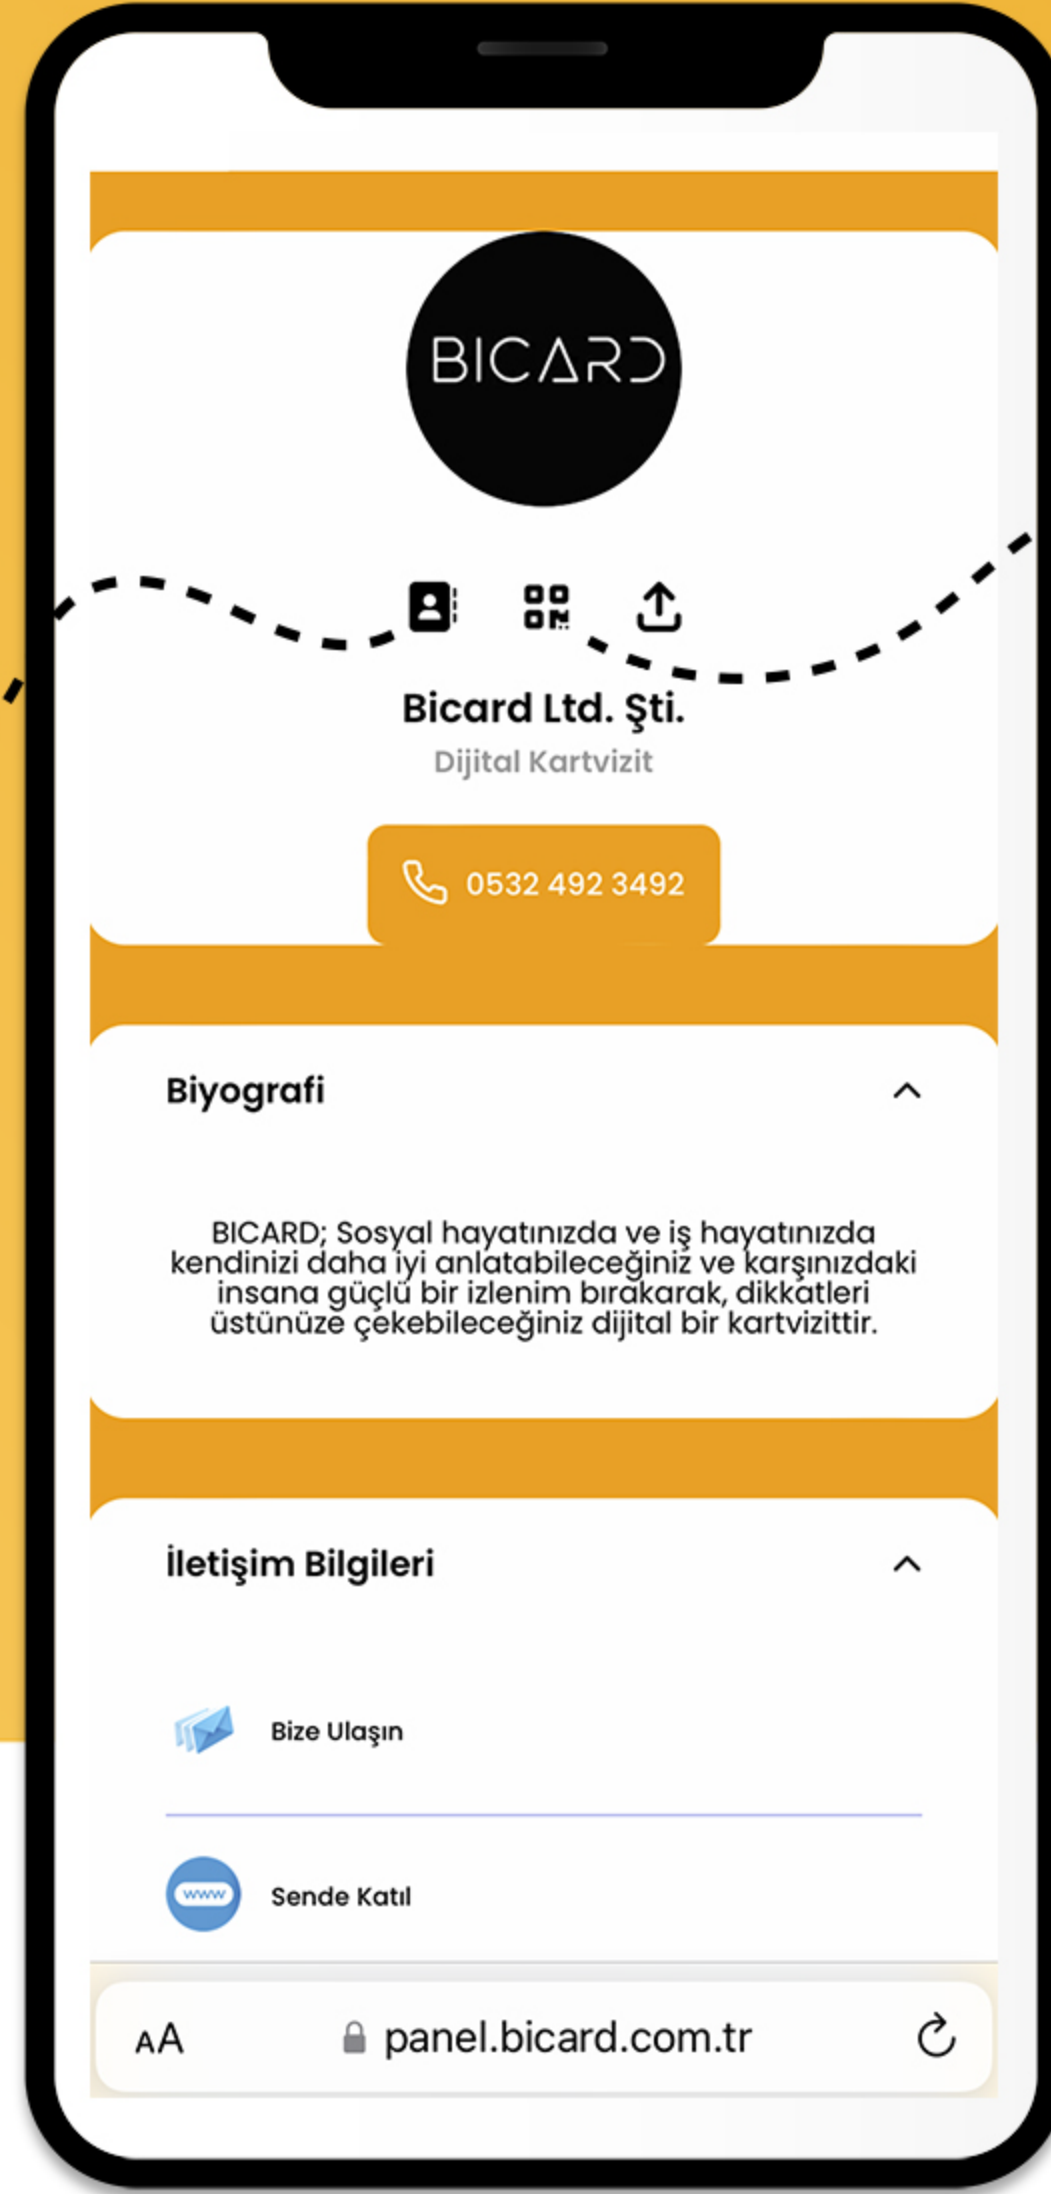 BICARD
Bicard Ltd. Şti.
Dijital Kartvizit
0532 492 3492
Biyografi
BICARD; Sosyal hayatınızda ve iş hayatınızda
kendinizi daha iyi anlatabileceğiniz ve karşınızdaki
insana güçlü bir izlenim bırakarak, dikkatleri
üstünüze çekebileceğiniz dijital bir kartvizittir.
İletişim Bilgileri
Bize Ulaşın
www
Sende Katıl
AA
panel.bicard.com.tr